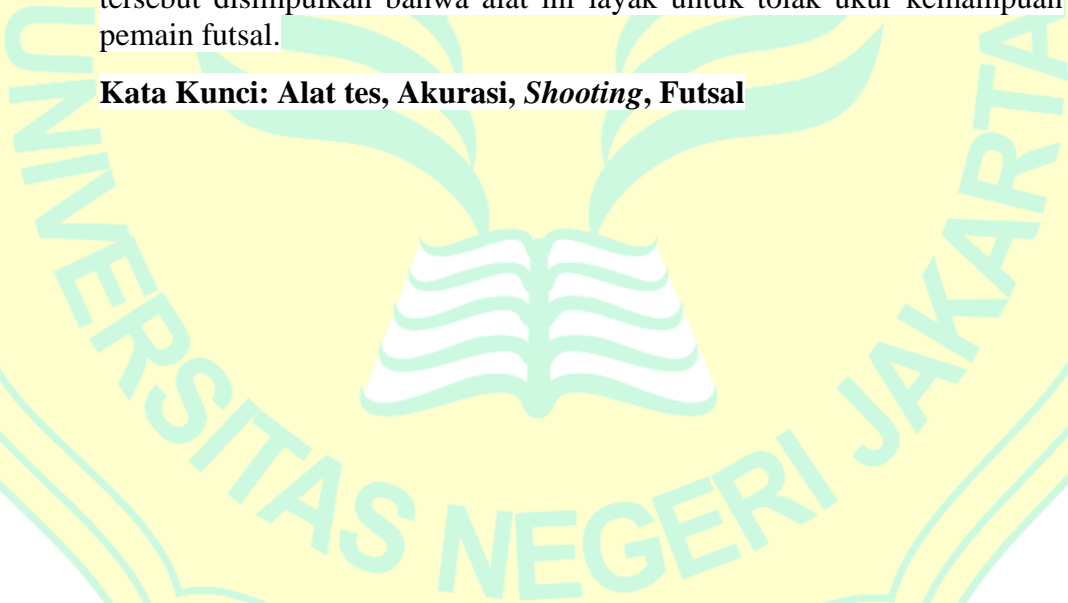 tersebut disimpulkan bahwa alat ini layak untuk tolak ukur kemampuan
pemain futsal.
Kata Kunci: Alat tes, Akurasi, Shooting, Futsal
UNIVERSITAS NEGERI JAKARTA